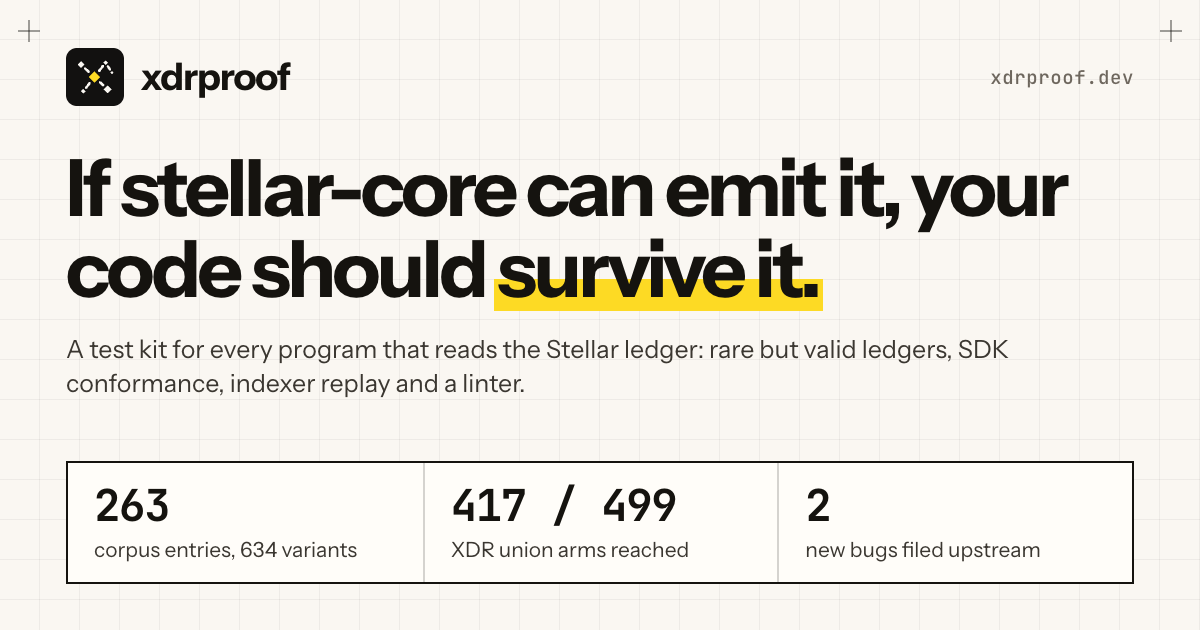 xdrproof
xdrproof.dev
If stellar-core can emit it, your
code should survive it.
A test kit for every program that reads the Stellar ledger: rare but valid ledgers, SDK
conformance, indexer replay and a linter.
263
corpus entries, 634 variants
417 / 499
XDR union arms reached
2
new bugs filed upstream